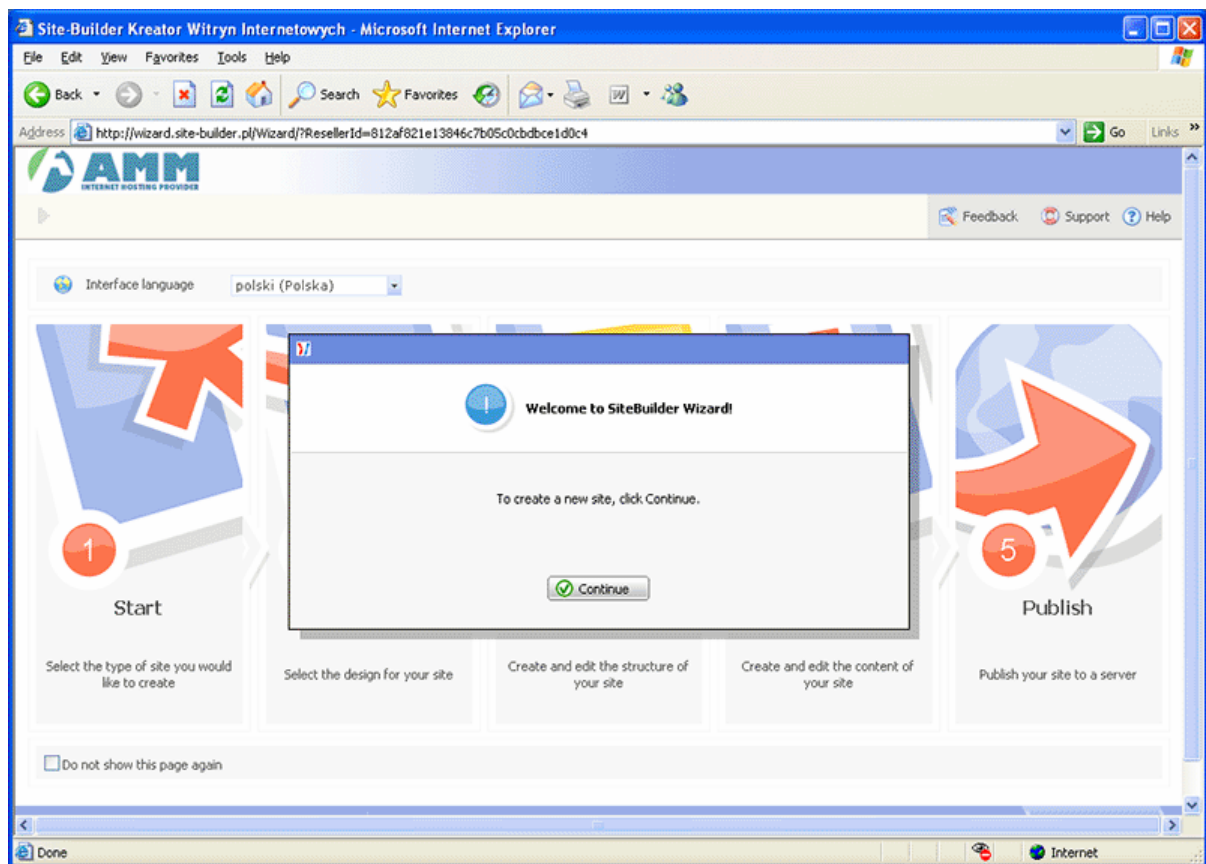 Site-Builder Kreator Witryn Internetowych - Microsoft Internet Explorer
File Edit View Favorites Tools Help
Back Search Favorites
Address http://wizard.site-builder.pl/Wizard/?ResellerId=812af821e13846c7b05c0cbdbce1d0c4 Go Links »
AMM
INTERNET HOSTING PROVIDER
Feedback Support Help
Interface language polski (Polska)
Welcome to SiteBuilder Wizard!
To create a new site, click Continue.
Continue
1
Start
Select the type of site you would
like to create
Select the design for your site
Create and edit the structure of
your site
Create and edit the content of
your site
5
Publish
Publish your site to a server
Do not show this page again
Done Internet